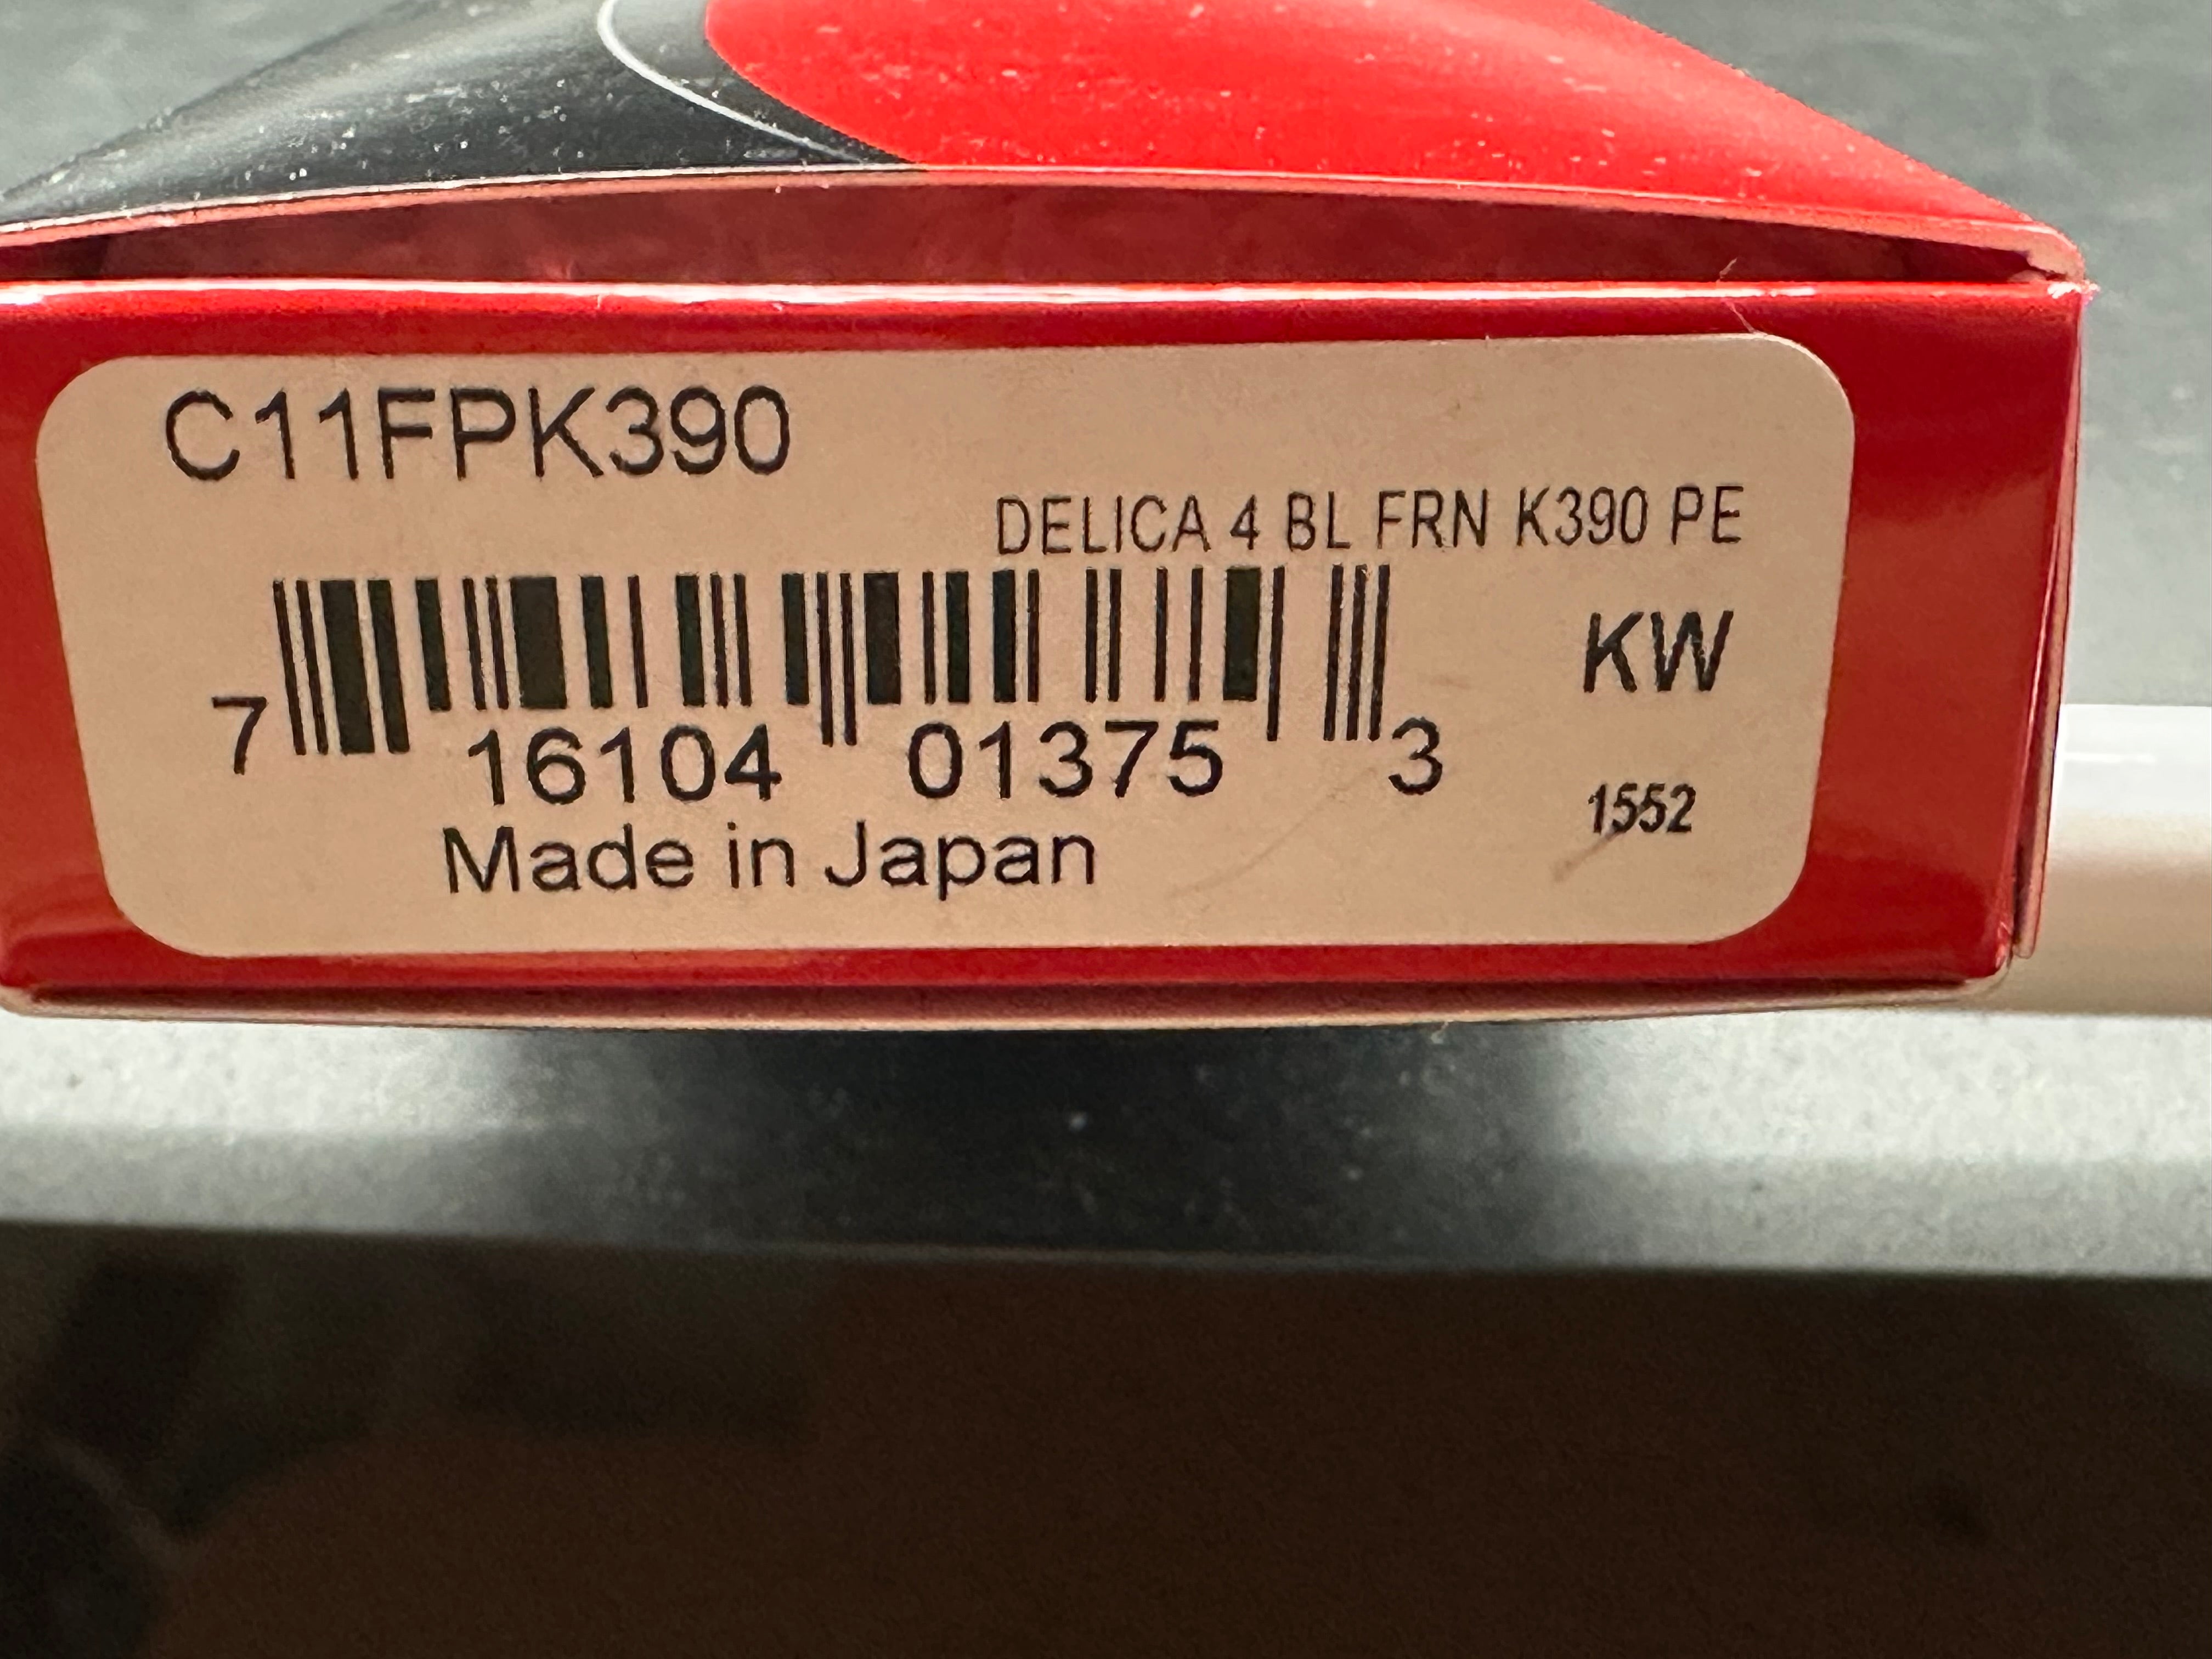 C11FPK390
DELICA 4 BL FRN K390 PE
KW
7 16104 01375 3
1552
Made in Japan